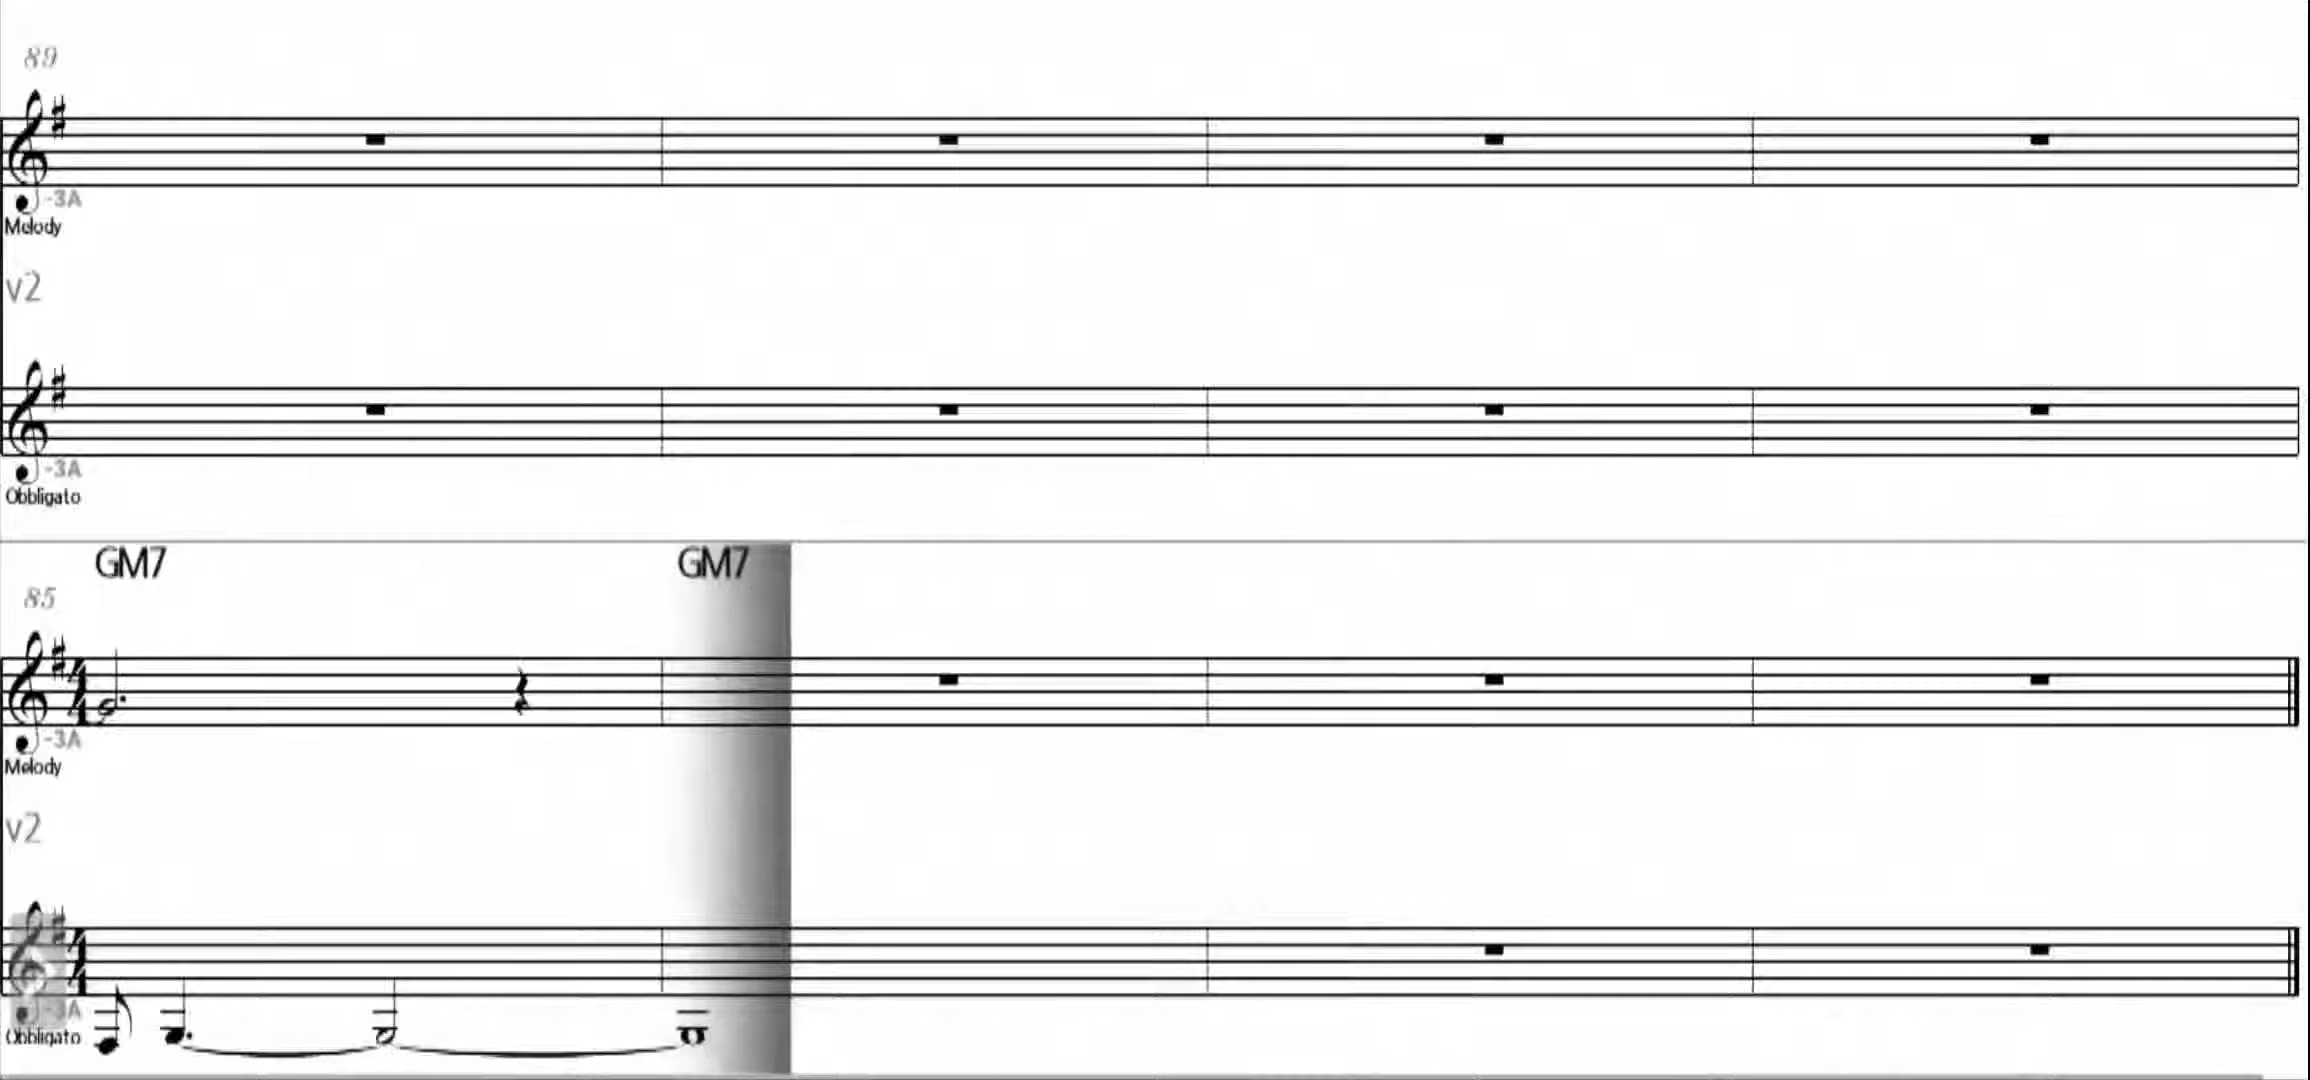 89
-3A
Melody
v2
-3A
Obbligato
GM7 GM7
85
-3A
Melody
v2
-3A
Obbligato